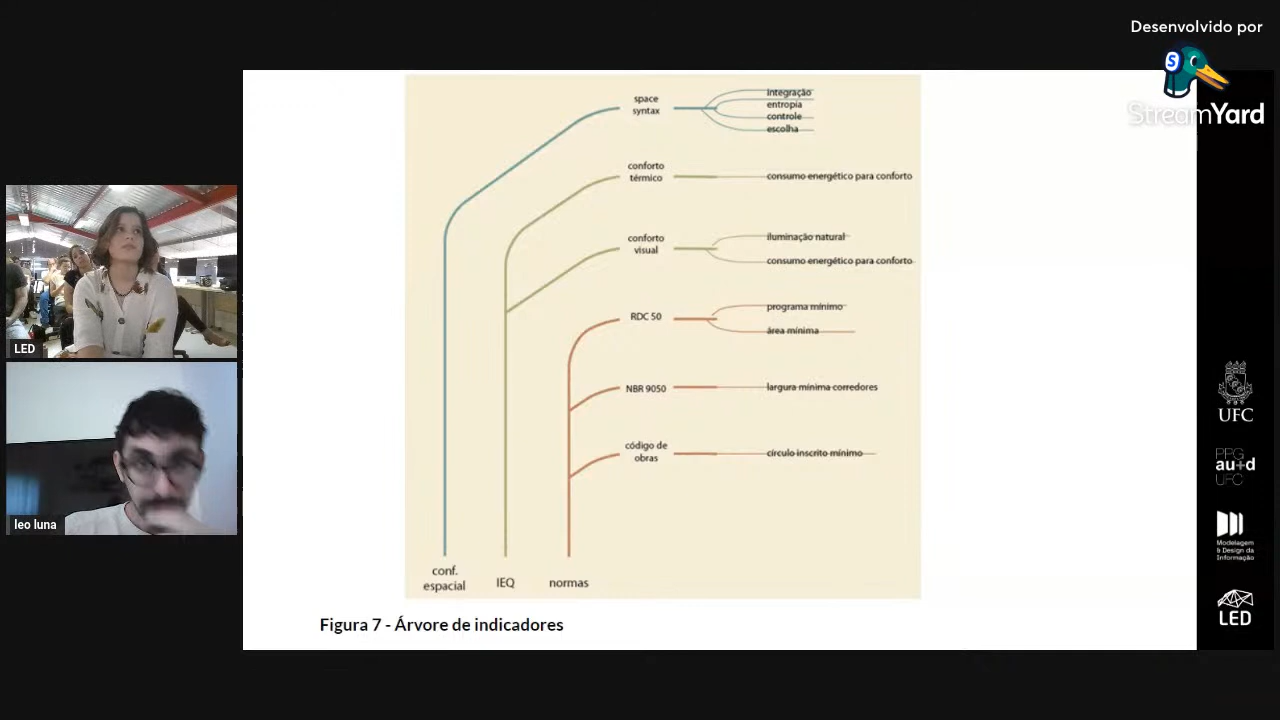 Desenvolvido por
S
StreamYard
space
syntax
integração
entropia
controle
escolha
conforto
térmico
consumo energético para conforto
conforto
visual
iluminação natural
consumo energético para conforto
RDC 50
programa mínimo
área mínima
NBR 9050
largura mínima corredores
código de
obras
círculo inscrito mínimo
conf.
espacial
IEQ
normas
Figura 7 - Árvore de indicadores
LED
leo luna
UFC
PPG
au+d
UFC
Modelagem
& Design da
Informação
LED